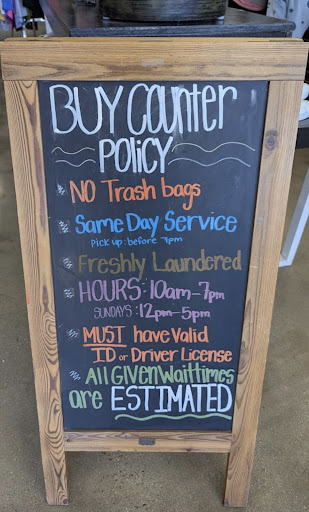 BUY COUNTER
POLICY
NO Trash bags
Same Day Service
Pick up: before 7pm
Freshly Laundered
HOURS: 10am-7pm
SUNDAYS: 12pm-5pm
MUST have Valid
ID or Driver License
All GIVEN Wait times
are ESTIMATED